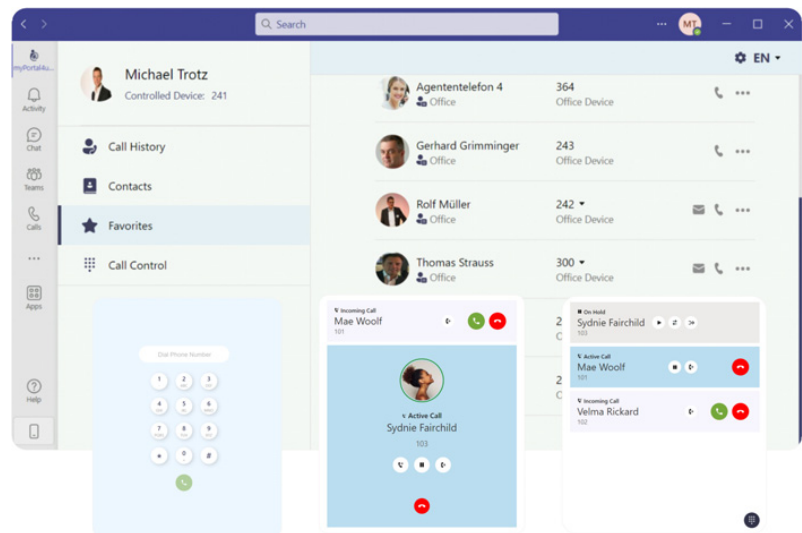 Search
MT
myPortal4u...
Activity
Chat
Teams
Calls
Apps
Help
Michael Trotz
Controlled Device: 241
Call History
Contacts
Favorites
Call Control
EN
Agententelefon 4
Office
364
Office Device
Gerhard Grimminger
Office
243
Office Device
Rolf Müller
Office
242
Office Device
Thomas Strauss
Office
300
Office Device
Dial Phone Number
1 2 3
4 5 6
7 8 9
* 0 #
Incoming Call
Mae Woolf
101
Active Call
Sydnie Fairchild
103
2
2
On Hold
Sydnie Fairchild
103
Active Call
Mae Woolf
101
Incoming Call
Velma Rickard
102